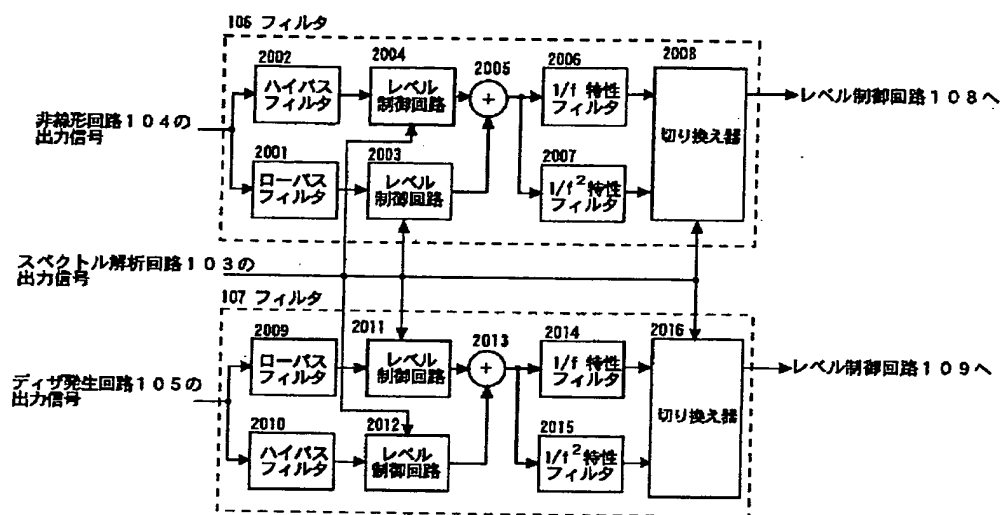 106 フィルタ
2002
ハイパス
フィルタ
2004
レベル
制御回路
2005
+
2006
1/f 特性
フィルタ
2008
切り換え器
レベル制御回路108へ
非線形回路104の
出力信号
2001
ローパス
フィルタ
2003
レベル
制御回路
2007
1/f² 特性
フィルタ
スペクトル解析回路103の
出力信号
107 フィルタ
2009
ローパス
フィルタ
2011
レベル
制御回路
2013
+
2014
1/f 特性
フィルタ
2016
切り換え器
レベル制御回路109へ
ディザ発生回路105の
出力信号
2010
ハイパス
フィルタ
2012
レベル
制御回路
2015
1/f² 特性
フィルタ